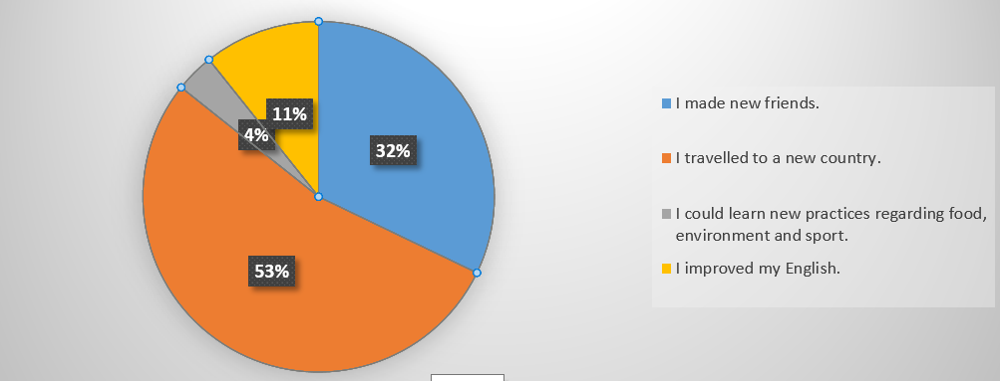 11%
4%
32%
53%
I made new friends.
I travelled to a new country.
I could learn new practices regarding food,
environment and sport.
I improved my English.